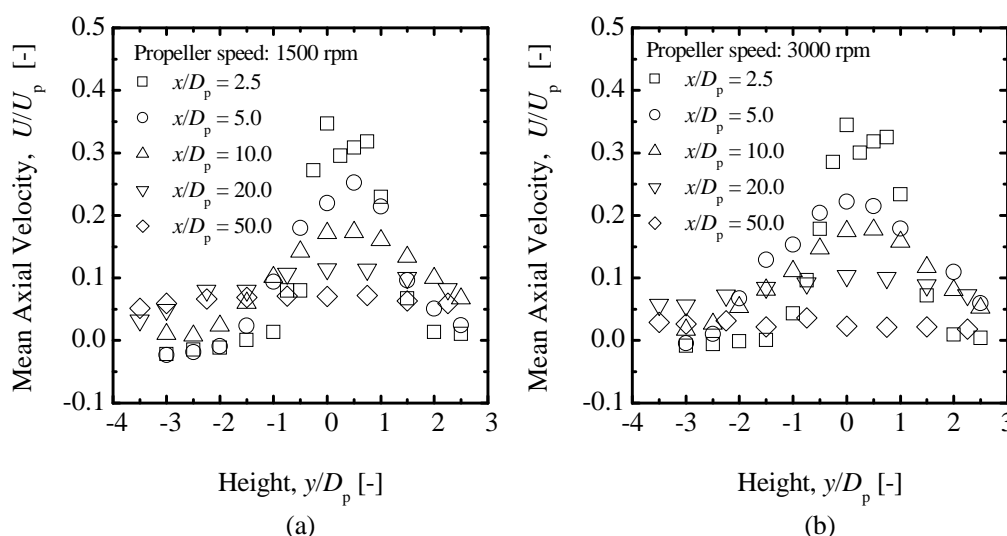 0.5
0.4
0.3
0.2
0.1
0.0
-0.1
-4 -3 -2 -1 0 1 2 3
Mean Axial Velocity, U/Up [-]
Propeller speed: 1500 rpm
x/Dp = 2.5
x/Dp = 5.0
x/Dp = 10.0
x/Dp = 20.0
x/Dp = 50.0
Height, y/Dp [-]
(a)
0.5
0.4
0.3
0.2
0.1
0.0
-0.1
-4 -3 -2 -1 0 1 2 3
Mean Axial Velocity, U/Up [-]
Propeller speed: 3000 rpm
x/Dp = 2.5
x/Dp = 5.0
x/Dp = 10.0
x/Dp = 20.0
x/Dp = 50.0
Height, y/Dp [-]
(b)